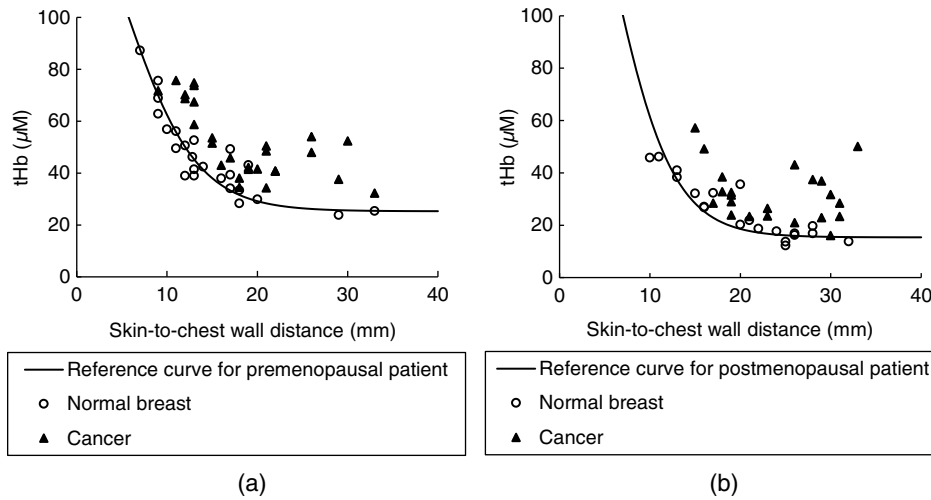 100
80
60
40
20
0
tHb (µM)
0 10 20 30 40
Skin-to-chest wall distance (mm)
Reference curve for premenopausal patient
Normal breast
Cancer
(a)
100
80
60
40
20
0
tHb (µM)
0 10 20 30 40
Skin-to-chest wall distance (mm)
Reference curve for postmenopausal patient
Normal breast
Cancer
(b)